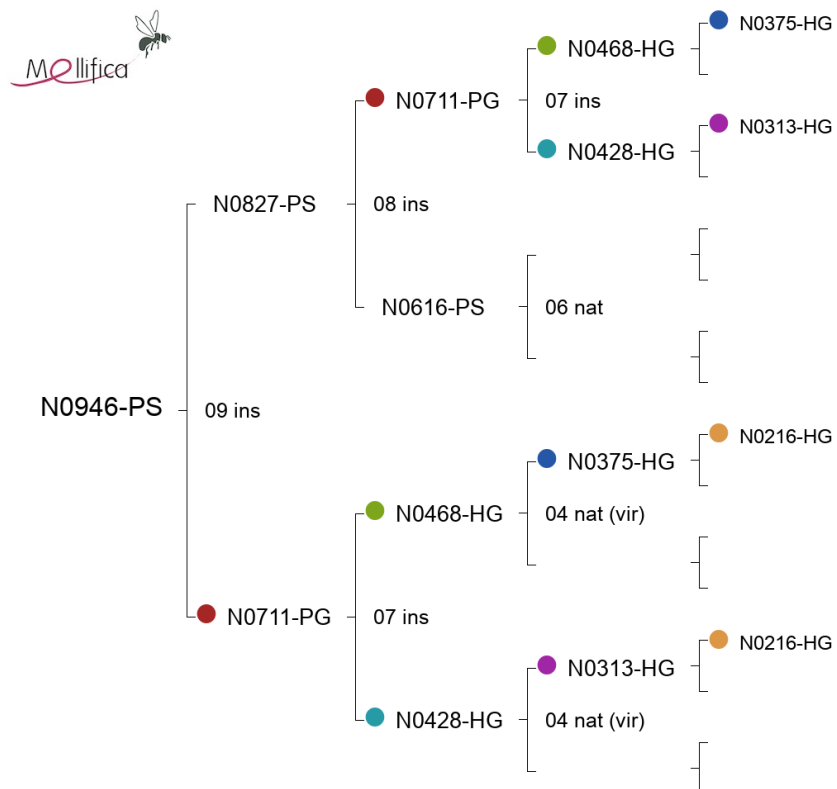 Mellifica
N0375-HG
N0468-HG
N0711-PG
07 ins
N0313-HG
N0428-HG
N0827-PS
08 ins
N0616-PS
06 nat
N0946-PS
09 ins
N0216-HG
N0375-HG
N0468-HG
04 nat (vir)
N0711-PG
07 ins
N0216-HG
N0313-HG
N0428-HG
04 nat (vir)